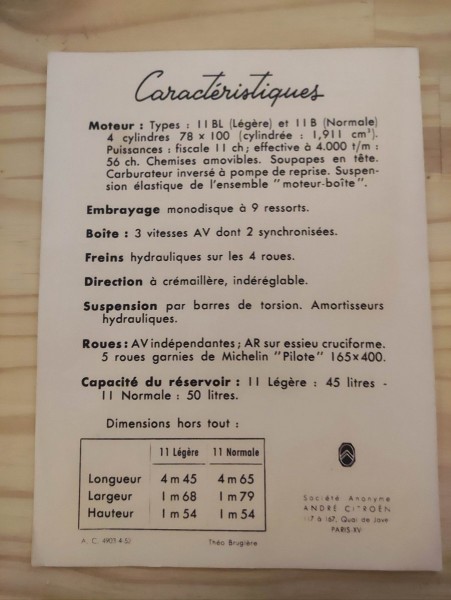 Caractéristiques
Moteur : Types : 11 BL (Légère) et 11 B (Normale)
4 cylindres 78 × 100 (cylindrée : 1,911 cm³).
Puissances : fiscale 11 ch ; effective à 4.000 t/m :
56 ch. Chemises amovibles. Soupapes en tête.
Carburateur inversé à pompe de reprise. Suspen-
sion élastique de l'ensemble "moteur-boîte".
Embrayage monodisque à 9 ressorts.
Boîte : 3 vitesses AV dont 2 synchronisées.
Freins hydrauliques sur les 4 roues.
Direction à crémaillère, indéréglable.
Suspension par barres de torsion. Amortisseurs
hydrauliques.
Roues : AV indépendantes ; AR sur essieu cruciforme.
5 roues garnies de Michelin "Pilote" 165×400.
Capacité du réservoir : 11 Légère : 45 litres -
11 Normale : 50 litres.
Dimensions hors tout :
11 Légère 11 Normale
Longueur 4 m 45 4 m 65
Largeur 1 m 68 1 m 79
Hauteur 1 m 54 1 m 54
Société Anonyme
ANDRÉ CITROËN
117 à 167, Quai de Javel
PARIS-XV
A. C. 4903-4-52 Théo Brugière